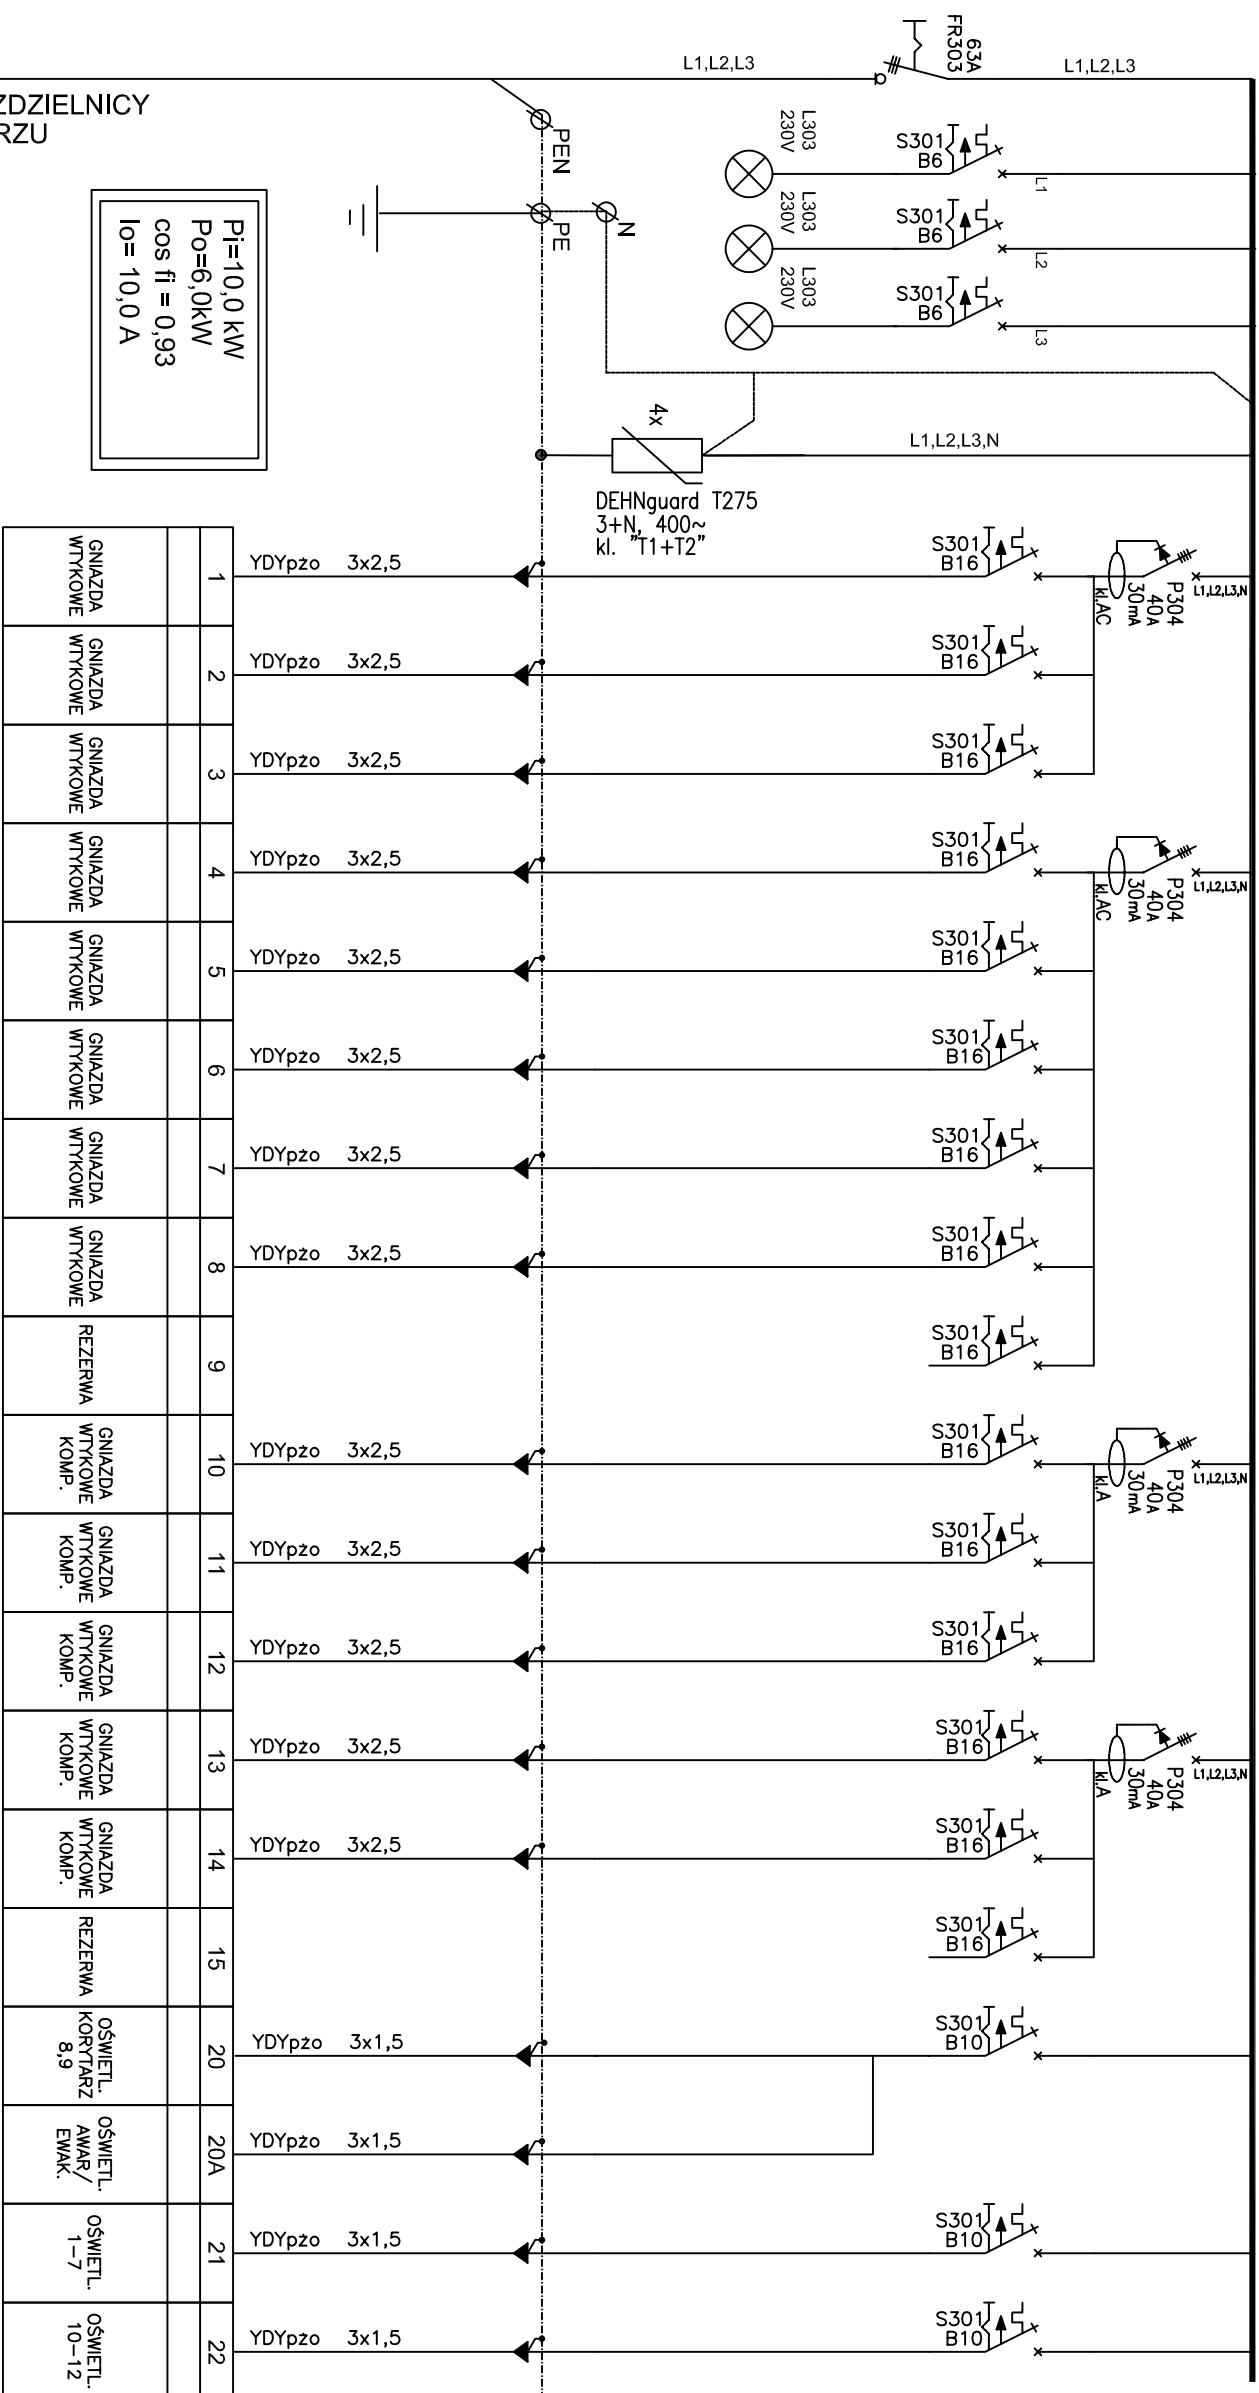 ZDZIELNICY
RZU
L1,L2,L3
63A
FR303
L1,L2,L3
L303
230V
S301
B6
L1
L303
230V
S301
B6
L2
L303
230V
S301
B6
L3
PEN
PE
N
Pi=10,0 kW
Po=6,0kW
cos fi = 0,93
Io= 10,0 A
4x
L1,L2,L3,N
DEHNguard T275
3+N, 400~
kl. "T1+T2"
GNIAZDA
WTYKOWE
1
YDYpżo 3x2,5
S301
B16
P304
40A
30mA
kl.AC
L1,L2,L3,N
GNIAZDA
WTYKOWE
2
YDYpżo 3x2,5
S301
B16
GNIAZDA
WTYKOWE
3
YDYpżo 3x2,5
S301
B16
GNIAZDA
WTYKOWE
4
YDYpżo 3x2,5
S301
B16
P304
40A
30mA
kl.AC
L1,L2,L3,N
GNIAZDA
WTYKOWE
5
YDYpżo 3x2,5
S301
B16
GNIAZDA
WTYKOWE
6
YDYpżo 3x2,5
S301
B16
GNIAZDA
WTYKOWE
7
YDYpżo 3x2,5
S301
B16
GNIAZDA
WTYKOWE
8
YDYpżo 3x2,5
S301
B16
REZERWA
9
S301
B16
GNIAZDA
WTYKOWE
KOMP.
10
YDYpżo 3x2,5
S301
B16
P304
40A
30mA
kl.A
L1,L2,L3,N
GNIAZDA
WTYKOWE
KOMP.
11
YDYpżo 3x2,5
S301
B16
GNIAZDA
WTYKOWE
KOMP.
12
YDYpżo 3x2,5
S301
B16
GNIAZDA
WTYKOWE
KOMP.
13
YDYpżo 3x2,5
S301
B16
P304
40A
30mA
kl.A
L1,L2,L3,N
GNIAZDA
WTYKOWE
KOMP.
14
YDYpżo 3x2,5
S301
B16
REZERWA
15
S301
B16
OŚWIETL.
KORYTARZ
8,9
20
YDYpżo 3x1,5
S301
B10
OŚWIETL.
AWAR/
EWAK.
20A
YDYpżo 3x1,5
OŚWIETL.
1–7
21
YDYpżo 3x1,5
S301
B10
OŚWIETL.
10–12
22
YDYpżo 3x1,5
S301
B10